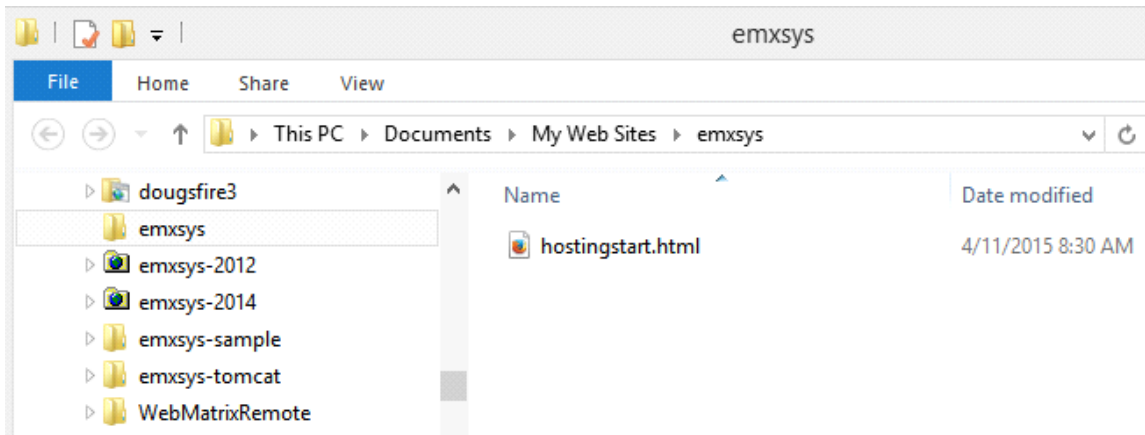 emxsys
File Home Share View
This PC Documents My Web Sites emxsys
dougsfire3
emxsys
emxsys-2012
emxsys-2014
emxsys-sample
emxsys-tomcat
WebMatrixRemote
Name Date modified
hostingstart.html 4/11/2015 8:30 AM